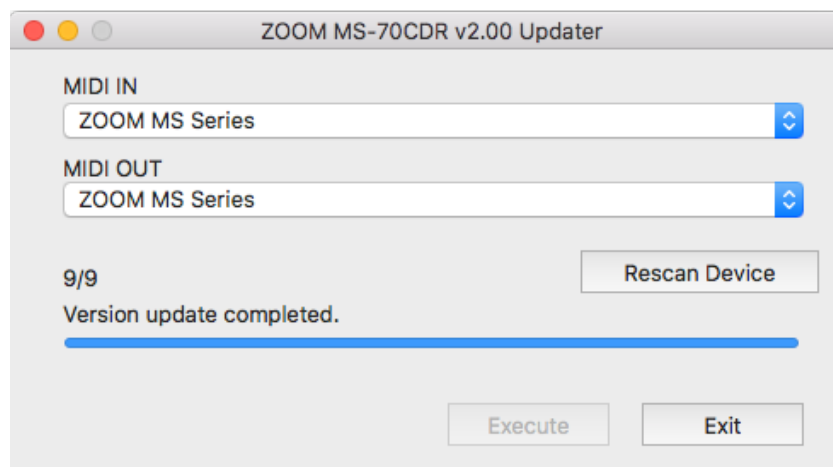 ZOOM MS-70CDR v2.00 Updater
MIDI IN
ZOOM MS Series
MIDI OUT
ZOOM MS Series
9/9
Rescan Device
Version update completed.
Execute
Exit